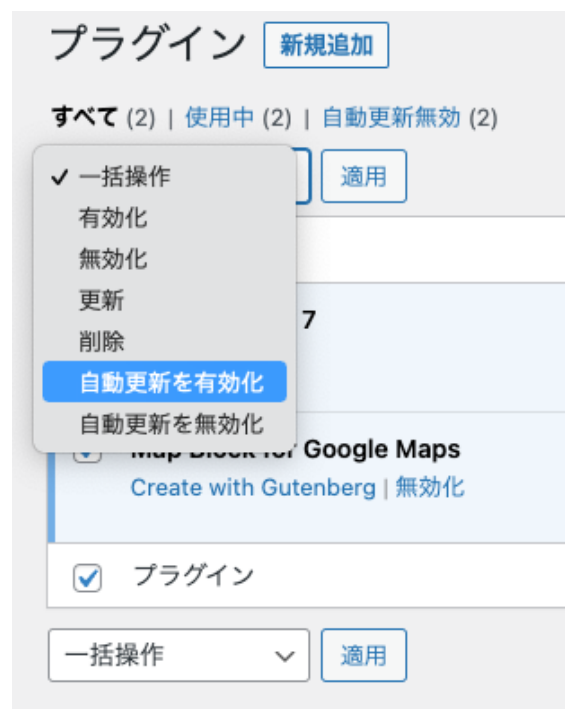 プラグイン 新規追加
すべて (2) | 使用中 (2) | 自動更新無効 (2)
✓ 一括操作 適用
有効化
無効化
更新
7
削除
自動更新を有効化
自動更新を無効化
Map Block for Google Maps
Create with Gutenberg | 無効化
プラグイン
一括操作 適用